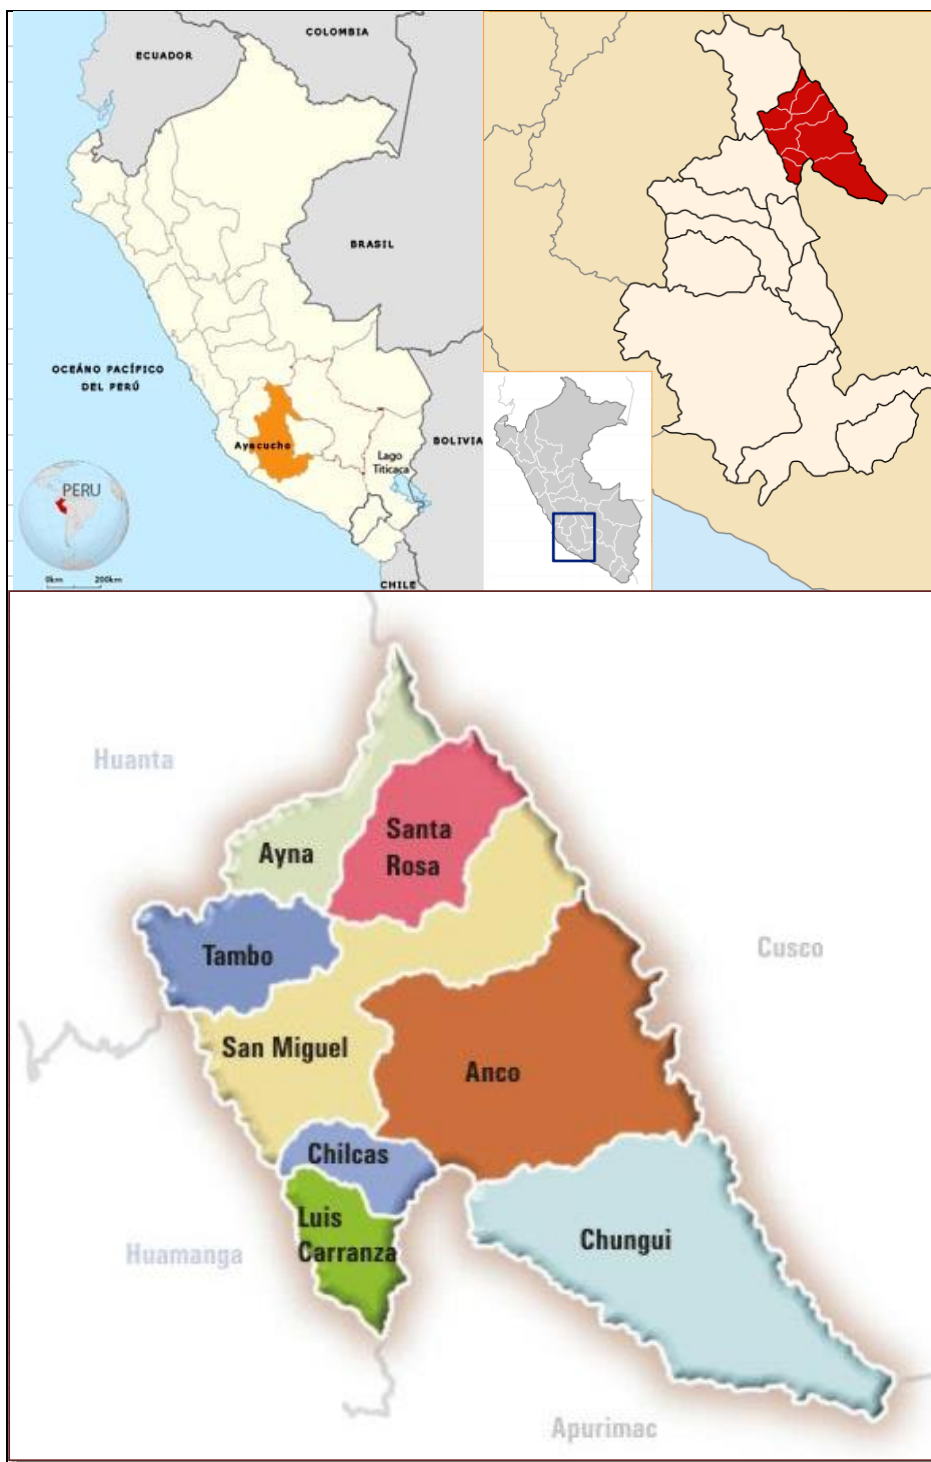 COLOMBIA
ECUADOR
BRASIL
OCEÁNO PACÍFICO
DEL PERÚ
Ayacucho
BOLIVIA
Lago
Titicaca
PERU
0km 200km
CHILE
Huanta
Santa
Rosa
Ayna
Cusco
Tambo
San Miguel
Anco
Chilcas
Luis
Carranza
Chungui
Huamanga
Apurimac